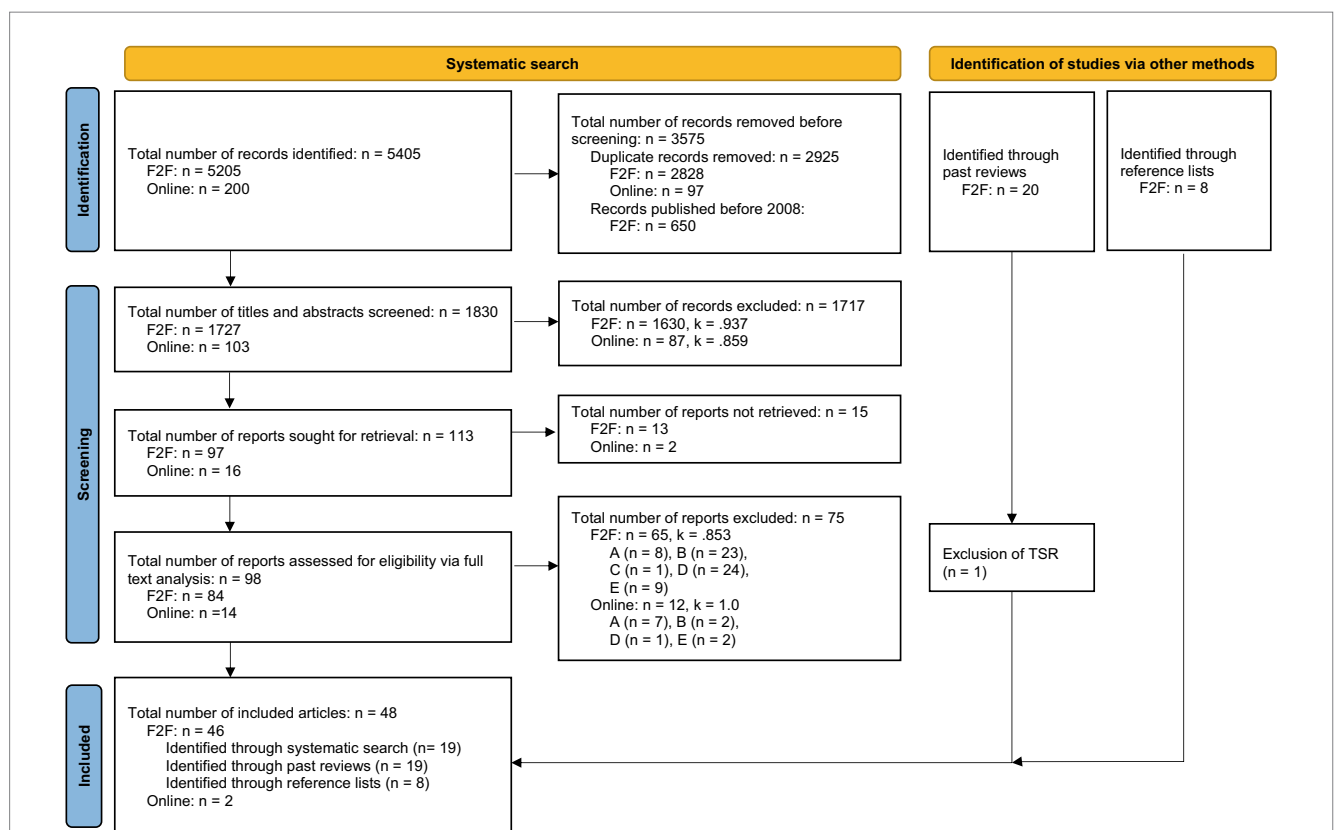 Systematic search
Identification of studies via other methods
Identification
Total number of records identified: n = 5405
F2F: n = 5205
Online: n = 200
Total number of records removed before
screening: n = 3575
Duplicate records removed: n = 2925
F2F: n = 2828
Online: n = 97
Records published before 2008:
F2F: n = 650
Identified through
past reviews
F2F: n = 20
Identified through
reference lists
F2F: n = 8
Screening
Total number of titles and abstracts screened: n = 1830
F2F: n = 1727
Online: n = 103
Total number of records excluded: n = 1717
F2F: n = 1630, k = .937
Online: n = 87, k = .859
Total number of reports sought for retrieval: n = 113
F2F: n = 97
Online: n = 16
Total number of reports not retrieved: n = 15
F2F: n = 13
Online: n = 2
Total number of reports assessed for eligibility via full
text analysis: n = 98
F2F: n = 84
Online: n =14
Total number of reports excluded: n = 75
F2F: n = 65, k = .853
A (n = 8), B (n = 23),
C (n = 1), D (n = 24),
E (n = 9)
Online: n = 12, k = 1.0
A (n = 7), B (n = 2),
D (n = 1), E (n = 2)
Exclusion of TSR
(n = 1)
Included
Total number of included articles: n = 48
F2F: n = 46
Identified through systematic search (n= 19)
Identified through past reviews (n = 19)
Identified through reference lists (n = 8)
Online: n = 2